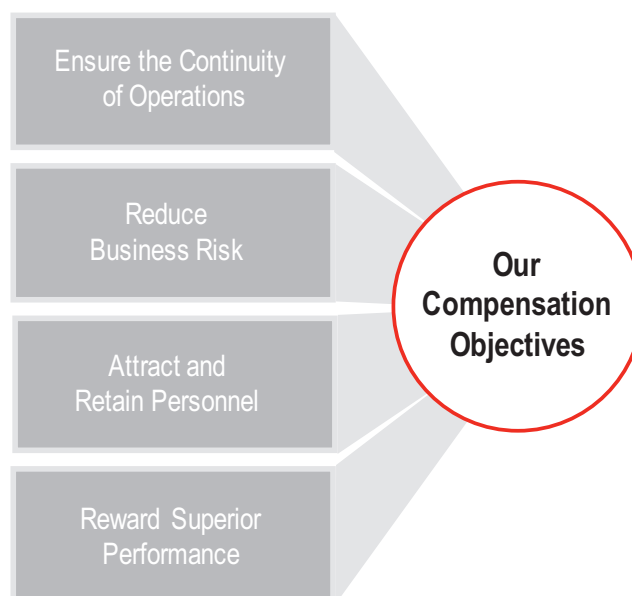 Ensure the Continuity
of Operations
Reduce
Business Risk
Attract and
Retain Personnel
Reward Superior
Performance
Our
Compensation
Objectives